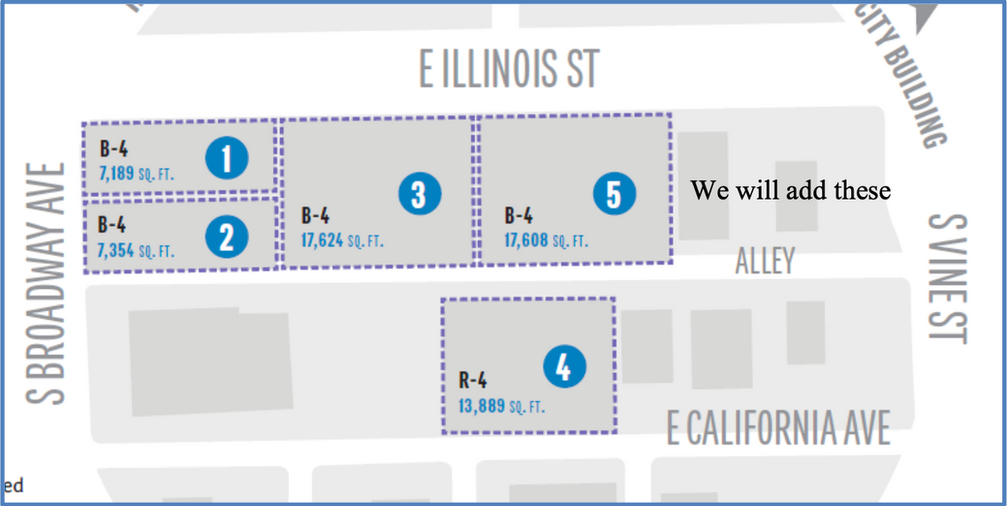 CITY BUILDING
E ILLINOIS ST
S BROADWAY AVE
B-4
7,189 SQ. FT.
1
B-4
7,354 SQ. FT.
2
B-4
17,624 SQ. FT.
3
B-4
17,608 SQ. FT.
5
We will add these
ALLEY
S VINE ST
R-4
13,889 SQ. FT.
4
E CALIFORNIA AVE
ed